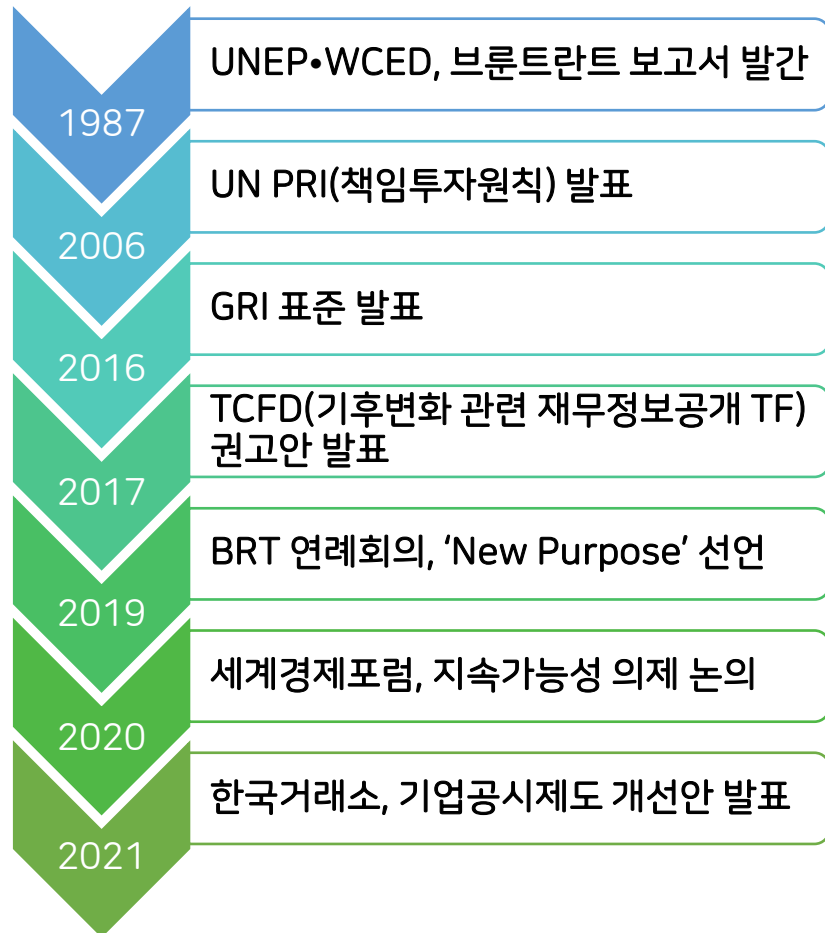 1987
UNEP•WCED, 브룬트란트 보고서 발간
2006
UN PRI(책임투자원칙) 발표
2016
GRI 표준 발표
2017
TCFD(기후변화 관련 재무정보공개 TF)
권고안 발표
2019
BRT 연례회의, ‘New Purpose’ 선언
2020
세계경제포럼, 지속가능성 의제 논의
2021
한국거래소, 기업공시제도 개선안 발표